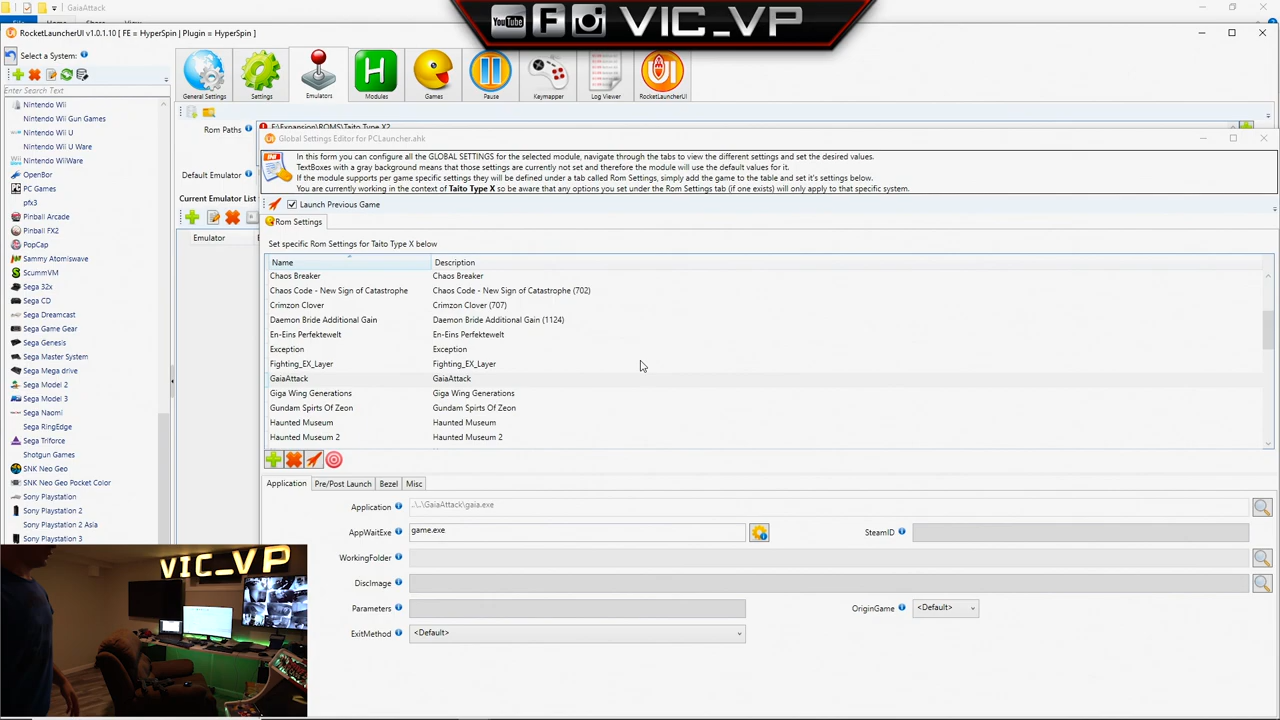 GaiaAttack
File
Home
Share
View
YouTube
VIC_VP
RocketLauncherUI v1.0.1.10 [ FE = HyperSpin | Plugin = HyperSpin ]
Select a System:
Enter Search Text
Nintendo Wii
Nintendo Wii Gun Games
Nintendo Wii U
Nintendo Wii U Ware
Nintendo WiiWare
OpenBor
PC Games
pfx3
Pinball Arcade
Pinball FX2
PopCap
Sammy Atomiswave
ScummVM
Sega 32x
Sega CD
Sega Dreamcast
Sega Game Gear
Sega Genesis
Sega Master System
Sega Mega drive
Sega Model 2
Sega Model 3
Sega Naomi
Sega RingEdge
Sega Triforce
Shotgun Games
SNK Neo Geo
SNK Neo Geo Pocket Color
Sony Playstation
Sony Playstation 2
Sony Playstation 2 Asia
Sony Playstation 3
General Settings
Settings
Emulators
Modules
Games
Pause
Keymapper
Log Viewer
RocketLauncherUI
Rom Paths
F:\Expansion\ROMS\Taito Type X2
Default Emulator
Current Emulator List
Emulator
Global Settings Editor for PCLauncher.ahk
In this form you can configure all the GLOBAL SETTINGS for the selected module, navigate through the tabs to view the different settings and set the desired values.
TextBoxes with a gray background means that those settings are currently not set and therefore the module will use the default values for it.
If the module supports per game specific settings they will be defined under a tab called Rom Settings, simply add the game to the table and set it's settings below.
You are currently working in the context of Taito Type X so be aware that any options you set under the Rom Settings tab (if one exists) will only apply to that specific system.
Launch Previous Game
Rom Settings
Set specific Rom Settings for Taito Type X below
Name Description
Chaos Breaker Chaos Breaker
Chaos Code - New Sign of Catastrophe Chaos Code - New Sign of Catastrophe (702)
Crimzon Clover Crimzon Clover (707)
Daemon Bride Additional Gain Daemon Bride Additional Gain (1124)
En-Eins Perfektewelt En-Eins Perfektewelt
Exception Exception
Fighting_EX_Layer Fighting_EX_Layer
GaiaAttack GaiaAttack
Giga Wing Generations Giga Wing Generations
Gundam Spirts Of Zeon Gundam Spirts Of Zeon
Haunted Museum Haunted Museum
Haunted Museum 2 Haunted Museum 2
Application Pre/Post Launch Bezel Misc
Application ..\..\GaiaAttack\gaia.exe
AppWaitExe game.exe SteamID
WorkingFolder
DiscImage
Parameters OriginGame <Default>
ExitMethod <Default>
VIC_VP